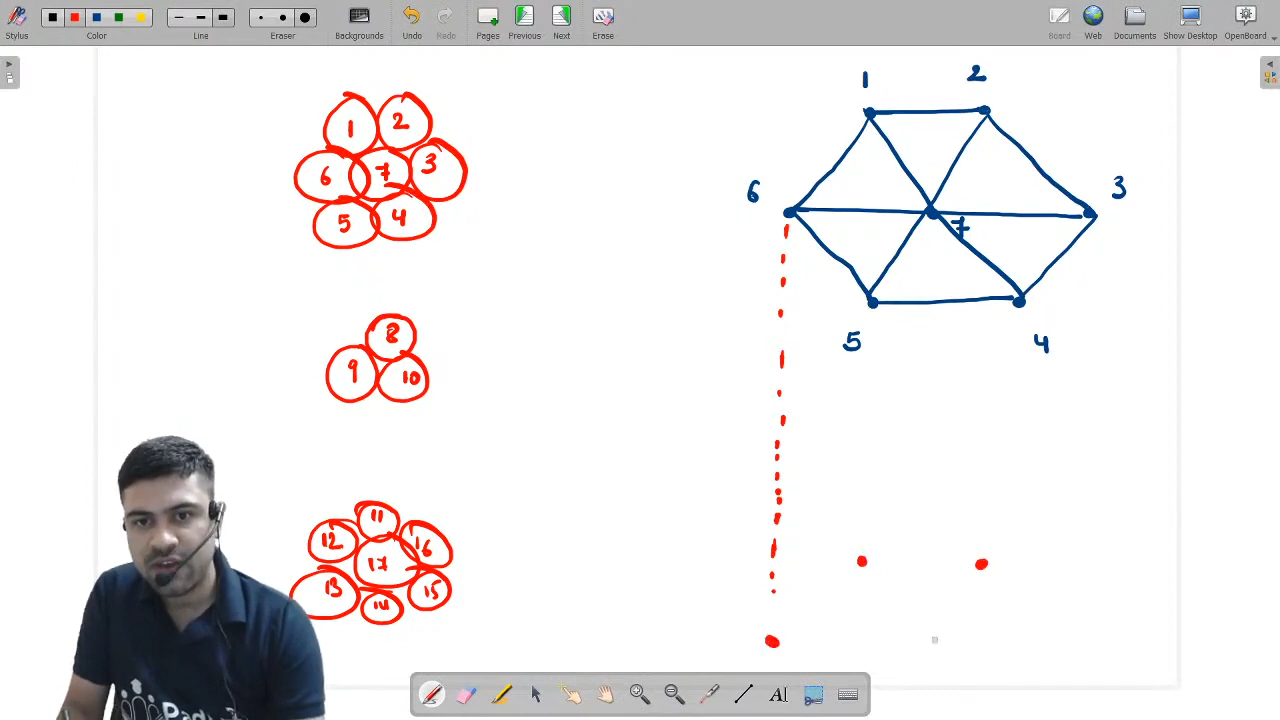 Stylus
Color
Line
Eraser
Backgrounds
Undo
Redo
Pages
Previous
Next
Erase
Board
Web
Documents
Show Desktop
OpenBoard
1 2
6 7 3
5 4
8
9 10
11
12 16
17
13 15
14
1 2
6 3
7
5 4
AI